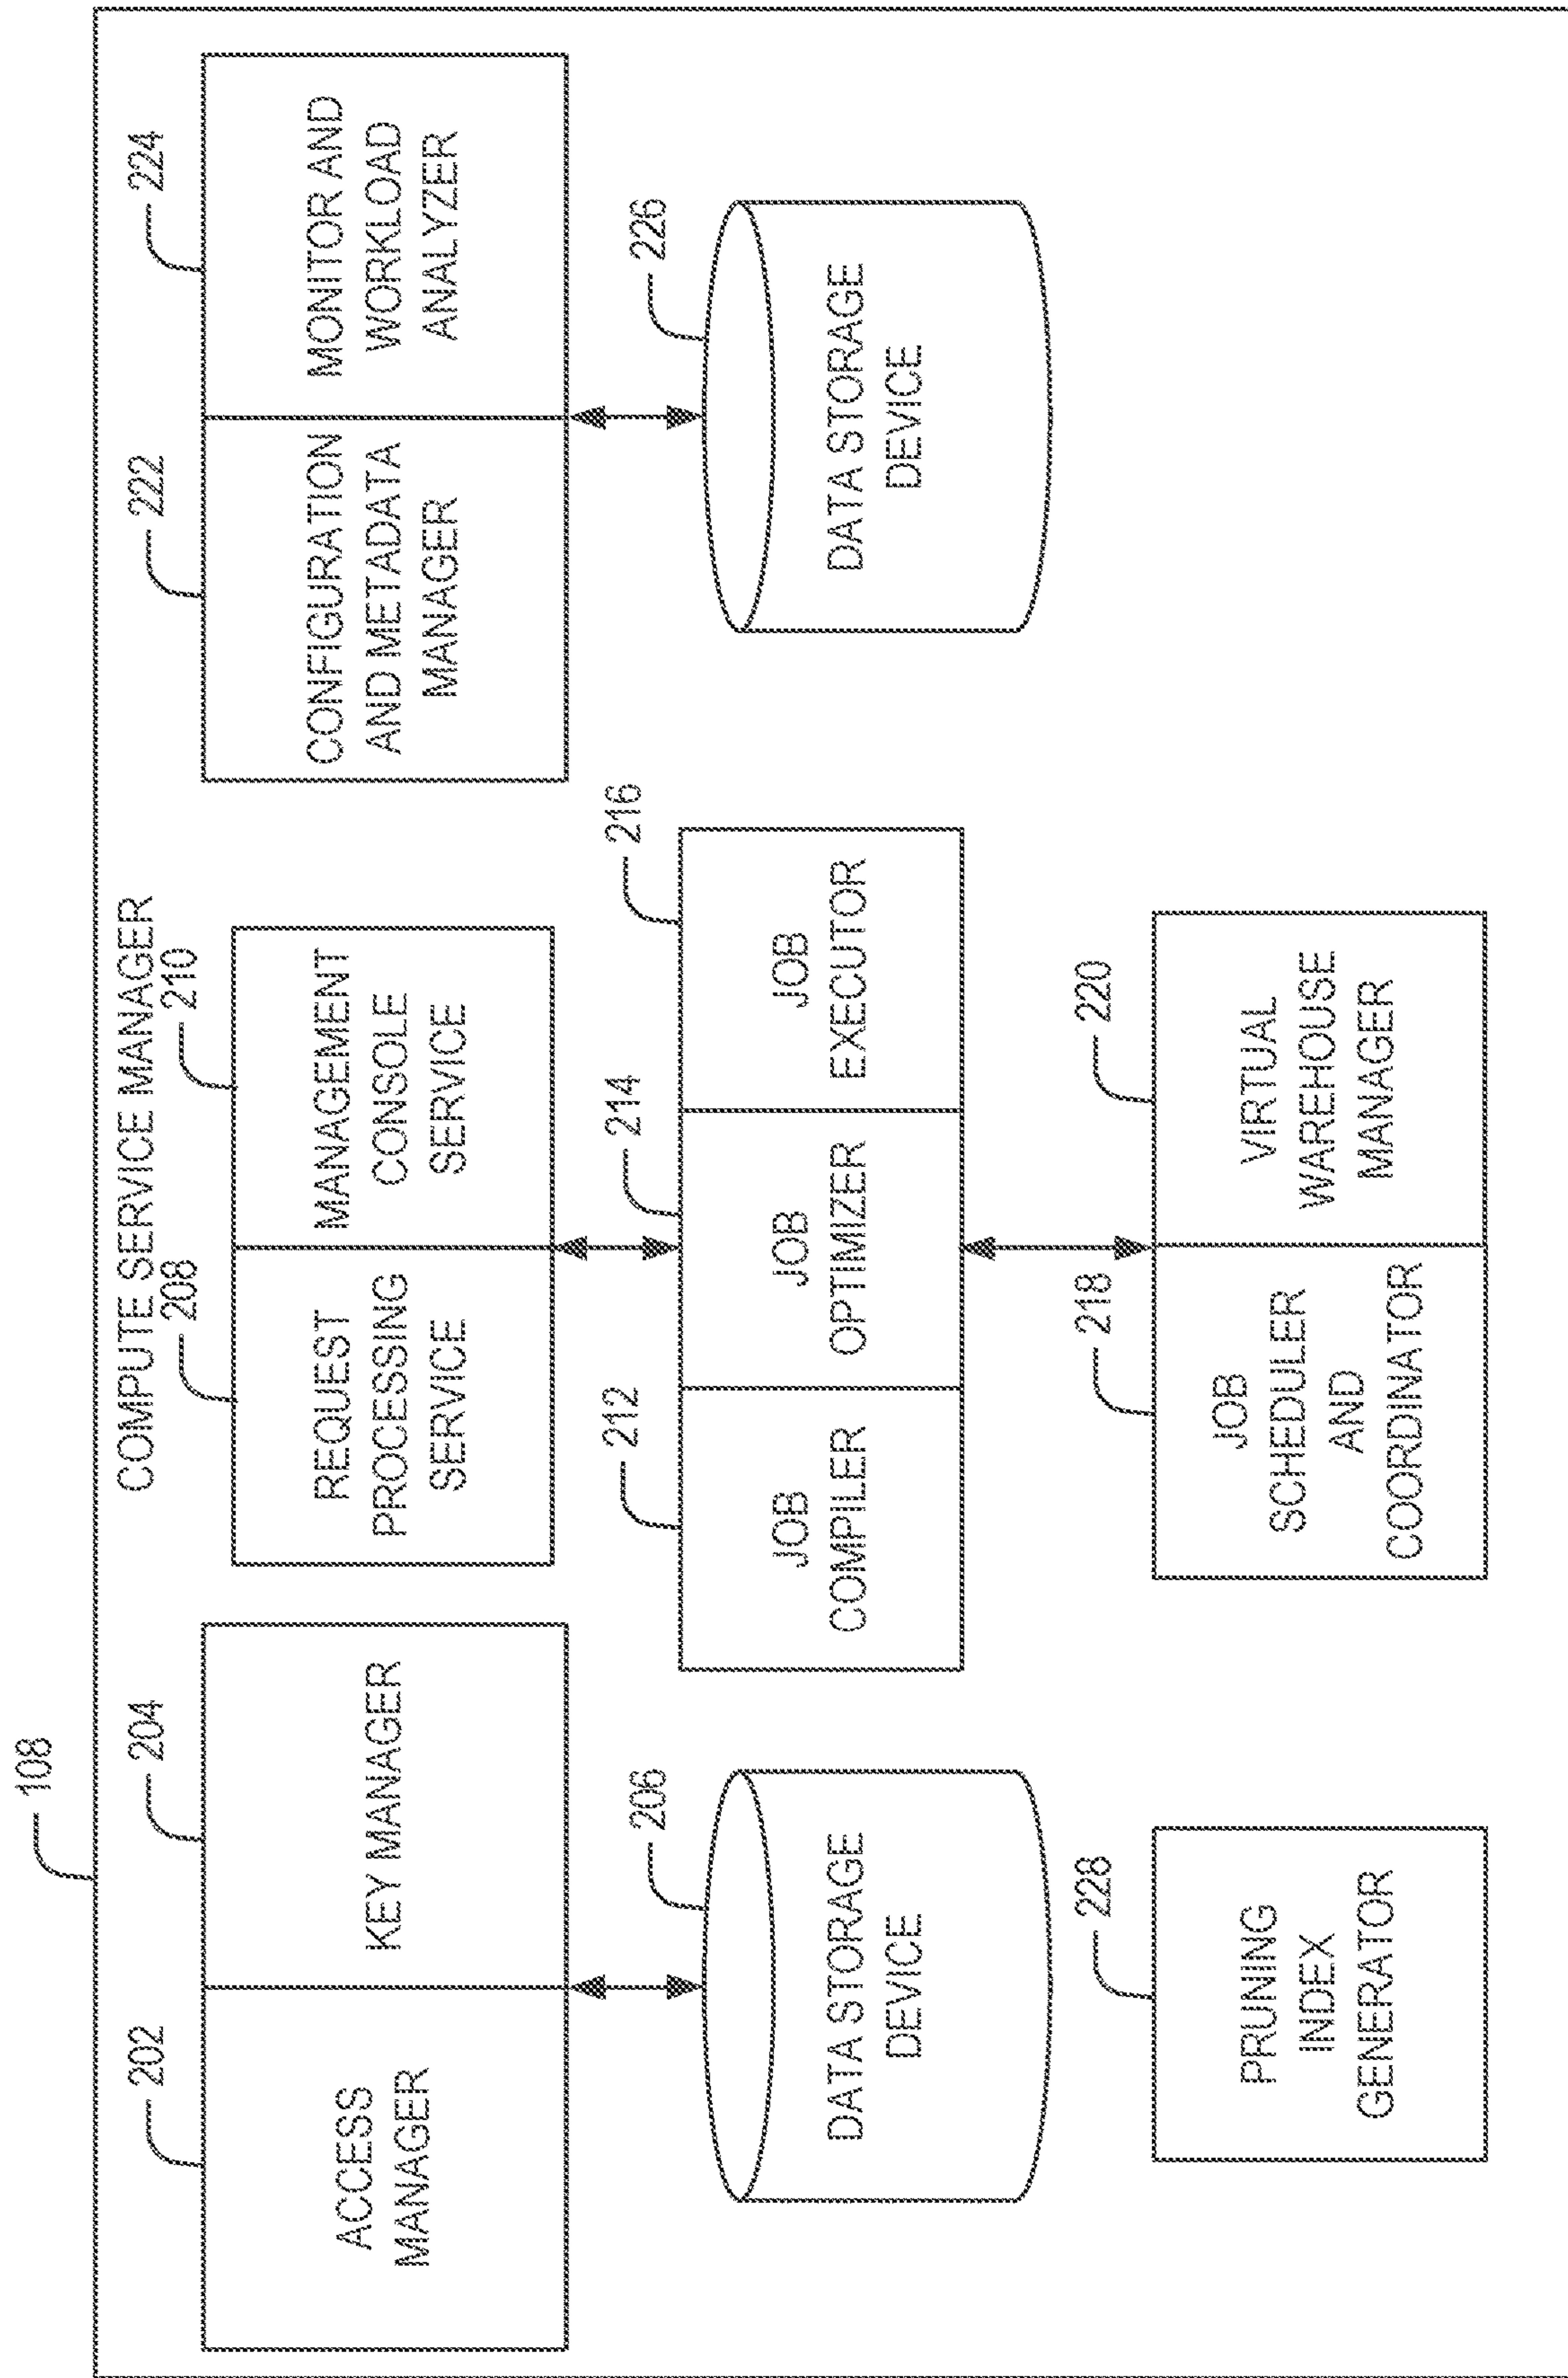 108
COMPUTE SERVICE MANAGER
202
ACCESS
MANAGER
204
KEY MANAGER
206
DATA STORAGE
DEVICE
228
PRUNING
INDEX
GENERATOR
208
REQUEST
PROCESSING
SERVICE
210
MANAGEMENT
CONSOLE
SERVICE
212
JOB
COMPILER
214
JOB
OPTIMIZER
216
JOB
EXECUTOR
218
JOB
SCHEDULER
AND
COORDINATOR
220
VIRTUAL
WAREHOUSE
MANAGER
222
CONFIGURATION
AND METADATA
MANAGER
224
MONITOR AND
WORKLOAD
ANALYZER
226
DATA STORAGE
DEVICE